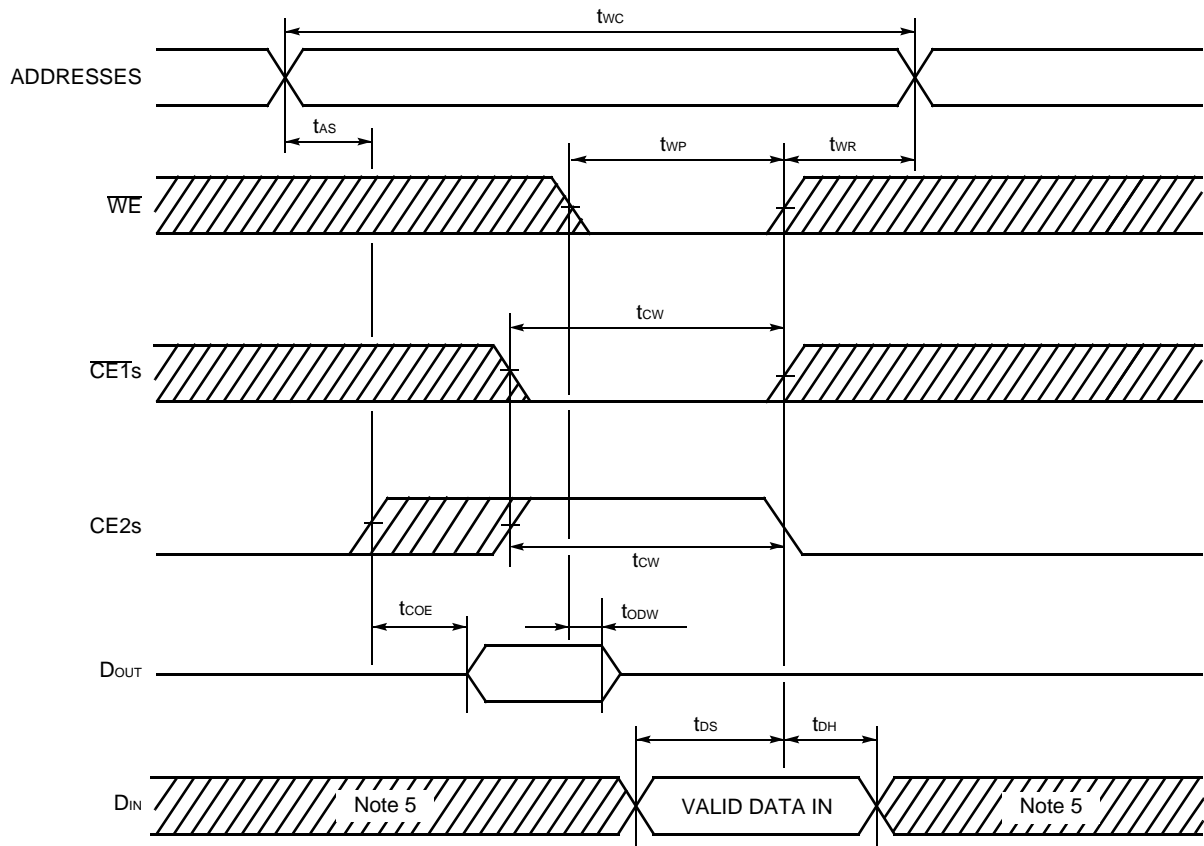 tWC
ADDRESSES
tAS
tWP
tWR
WE
tCW
CE1s
CE2s
tCW
tCOE
tODW
DOUT
tDS
tDH
DIN
Note 5
VALID DATA IN
Note 5